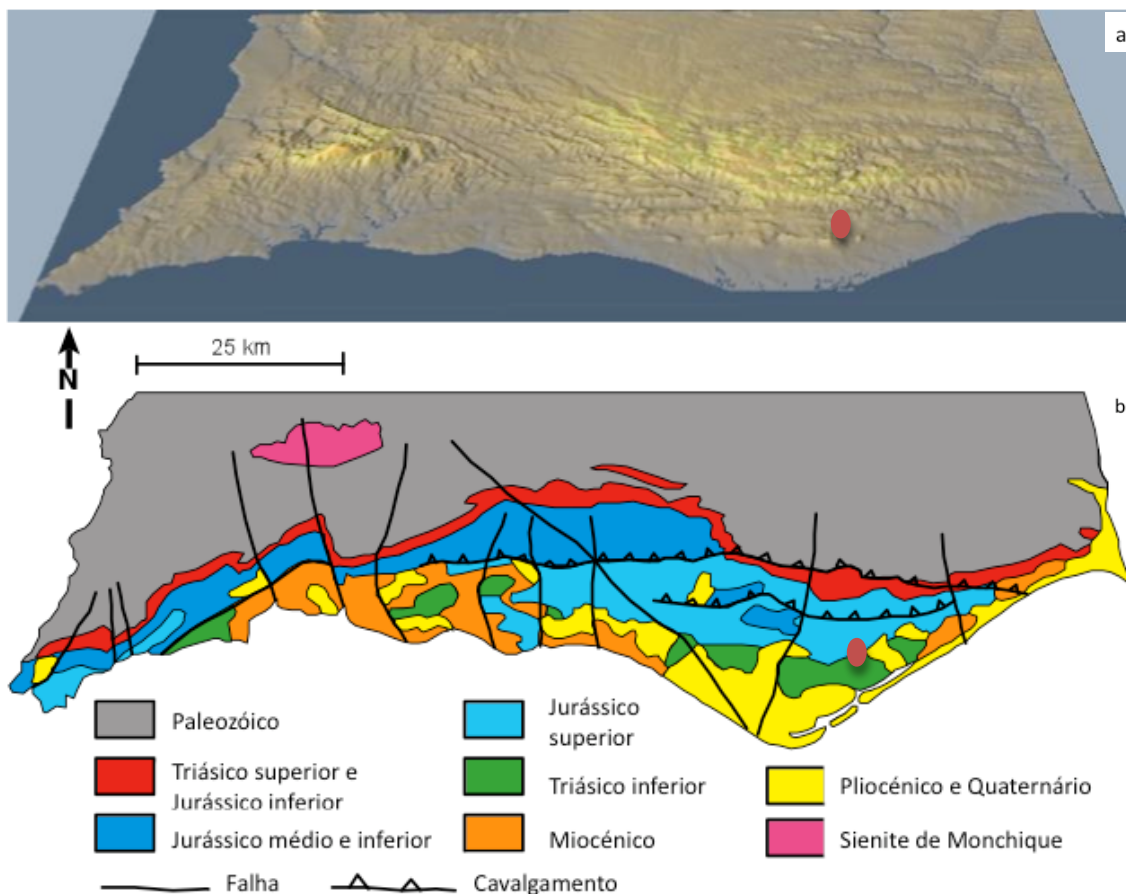 a
25 km
N
b
Paleozóico
Triásico superior e
Jurássico inferior
Jurássico médio e inferior
Jurássico
superior
Triásico inferior
Miocénico
Pliocénico e Quaternário
Sienite de Monchique
Falha
Cavalgamento